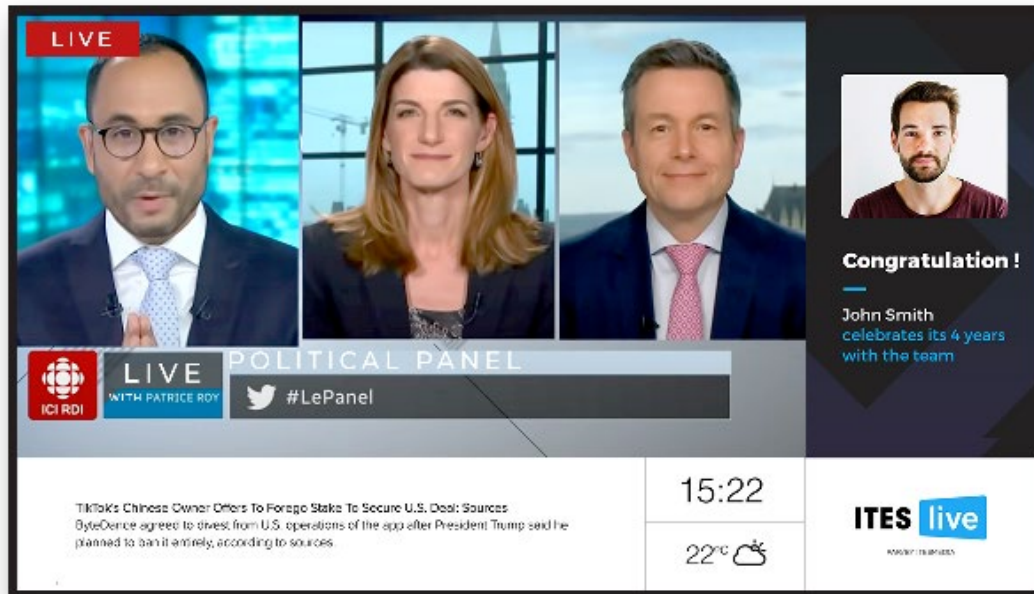 LIVE
POLITICAL PANEL
LIVE
WITH PATRICE ROY
ICI RDI
#LePanel
Congratulation !
John Smith
celebrates its 4 years
with the team
TikTok's Chinese Owner Offers To Forego Stake To Secure U.S. Deal: Sources
ByteDance agreed to divest from U.S. operations of the app after President Trump said he
planned to ban it entirely, according to sources.
15:22
22°C
ITES live